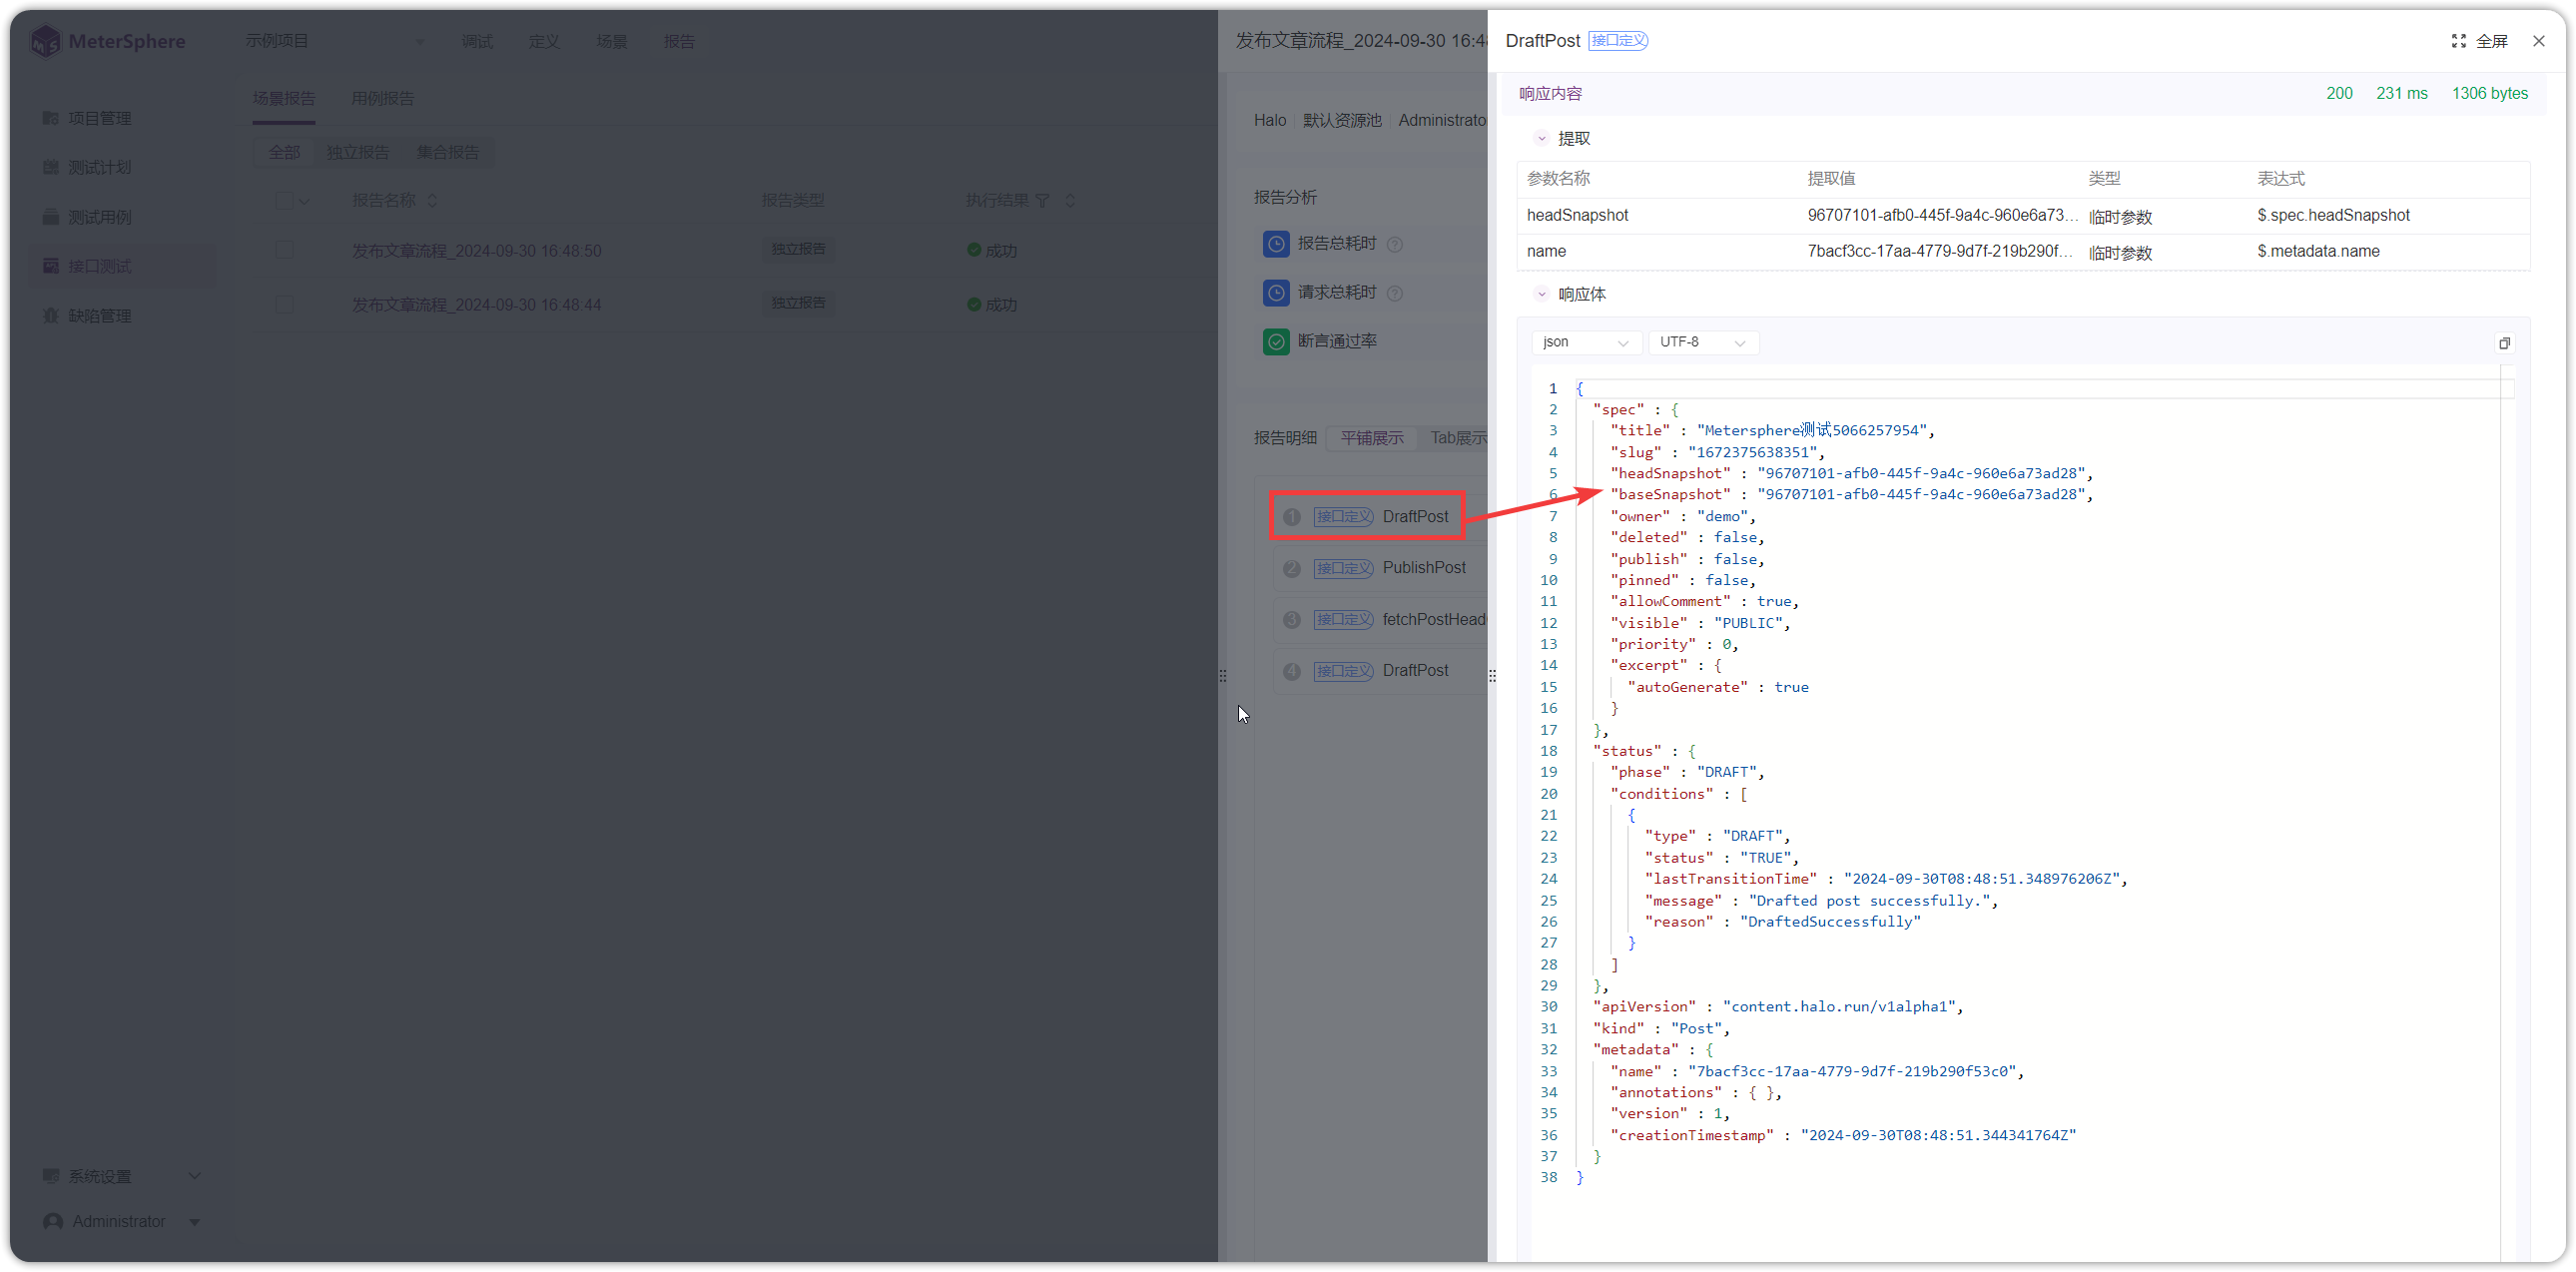 MeterSphere
示例项目
调试 定义 场景 报告
项目管理
测试计划
测试用例
接口测试
缺陷管理
系统设置
Administrator
场景报告 用例报告
全部 独立报告 集合报告
报告名称 报告类型 执行结果
发布文章流程_2024-09-30 16:48:50 独立报告 成功
发布文章流程_2024-09-30 16:48:44 独立报告 成功
发布文章流程_2024-09-30 16:48
Halo 默认资源池 Administrato
报告分析
报告总耗时
请求总耗时
断言通过率
报告明细 平铺展示 Tab展示
1 接口定义 DraftPost
2 接口定义 PublishPost
3 接口定义 fetchPostHead
4 接口定义 DraftPost
DraftPost 接口定义 全屏
响应内容 200 231 ms 1306 bytes
提取
参数名称 提取值 类型 表达式
headSnapshot 96707101-afb0-445f-9a4c-960e6a73... 临时参数 $.spec.headSnapshot
name 7bacf3cc-17aa-4779-9d7f-219b290f... 临时参数 $.metadata.name
响应体
json UTF-8
1 {
2 "spec" : {
3 "title" : "Metersphere测试5066257954",
4 "slug" : "1672375638351",
5 "headSnapshot" : "96707101-afb0-445f-9a4c-960e6a73ad28",
6 "baseSnapshot" : "96707101-afb0-445f-9a4c-960e6a73ad28",
7 "owner" : "demo",
8 "deleted" : false,
9 "publish" : false,
10 "pinned" : false,
11 "allowComment" : true,
12 "visible" : "PUBLIC",
13 "priority" : 0,
14 "excerpt" : {
15 "autoGenerate" : true
16 }
17 },
18 "status" : {
19 "phase" : "DRAFT",
20 "conditions" : [
21 {
22 "type" : "DRAFT",
23 "status" : "TRUE",
24 "lastTransitionTime" : "2024-09-30T08:48:51.348976206Z",
25 "message" : "Drafted post successfully.",
26 "reason" : "DraftedSuccessfully"
27 }
28 ]
29 },
30 "apiVersion" : "content.halo.run/v1alpha1",
31 "kind" : "Post",
32 "metadata" : {
33 "name" : "7bacf3cc-17aa-4779-9d7f-219b290f53c0",
34 "annotations" : { },
35 "version" : 1,
36 "creationTimestamp" : "2024-09-30T08:48:51.344341764Z"
37 }
38 }